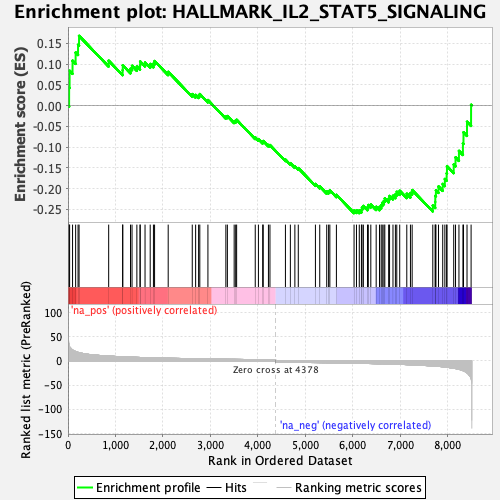 Enrichment plot: HALLMARK_IL2_STAT5_SIGNALING
Enrichment score (ES)
0.15
0.10
0.05
0.00
-0.05
-0.10
-0.15
-0.20
-0.25
Ranked list metric (PreRanked)
100
50
0
-50
-100
-150
'na_pos' (positively correlated)
Zero cross at 4378
'na_neg' (negatively correlated)
0
1,000
2,000
3,000
4,000
5,000
6,000
7,000
8,000
Rank in Ordered Dataset
Enrichment profile
Hits
Ranking metric scores